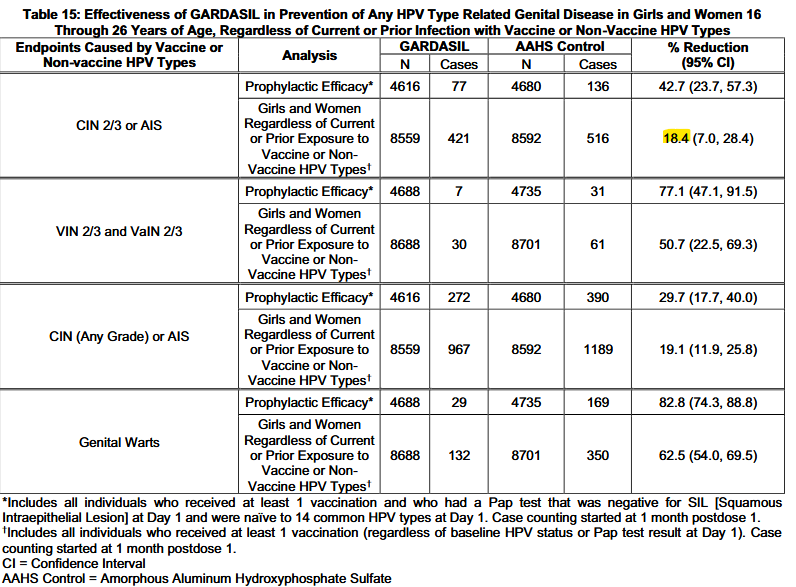 Table 15: Effectiveness of GARDASIL in Prevention of Any HPV Type Related Genital Disease in Girls and Women 16
Through 26 Years of Age, Regardless of Current or Prior Infection with Vaccine or Non-Vaccine HPV Types
Endpoints Caused by Vaccine or
Non-vaccine HPV Types
Analysis
GARDASIL
AAHS Control
% Reduction
(95% CI)
N
Cases
N
Cases
CIN 2/3 or AIS
Prophylactic Efficacy*
4616
77
4680
136
42.7 (23.7, 57.3)
Girls and Women
Regardless of Current
or Prior Exposure to
Vaccine or Non-
Vaccine HPV Types†
8559
421
8592
516
18.4 (7.0, 28.4)
VIN 2/3 and VaIN 2/3
Prophylactic Efficacy*
4688
7
4735
31
77.1 (47.1, 91.5)
Girls and Women
Regardless of Current
or Prior Exposure to
Vaccine or Non-
Vaccine HPV Types†
8688
30
8701
61
50.7 (22.5, 69.3)
CIN (Any Grade) or AIS
Prophylactic Efficacy*
4616
272
4680
390
29.7 (17.7, 40.0)
Girls and Women
Regardless of Current
or Prior Exposure to
Vaccine or Non-
Vaccine HPV Types†
8559
967
8592
1189
19.1 (11.9, 25.8)
Genital Warts
Prophylactic Efficacy*
4688
29
4735
169
82.8 (74.3, 88.8)
Girls and Women
Regardless of Current
or Prior Exposure to
Vaccine or Non-
Vaccine HPV Types†
8688
132
8701
350
62.5 (54.0, 69.5)
*Includes all individuals who received at least 1 vaccination and who had a Pap test that was negative for SIL [Squamous
Intraepithelial Lesion] at Day 1 and were naïve to 14 common HPV types at Day 1. Case counting started at 1 month postdose 1.
†Includes all individuals who received at least 1 vaccination (regardless of baseline HPV status or Pap test result at Day 1). Case
counting started at 1 month postdose 1.
CI = Confidence Interval
AAHS Control = Amorphous Aluminum Hydroxyphosphate Sulfate